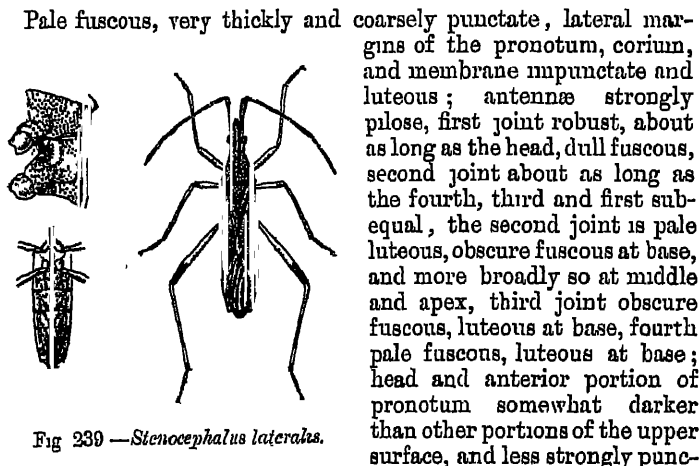 Pale fuscous, very thickly and coarsely punctate, lateral mar-
gins of the pronotum, corium,
and membrane impunctate and
luteous; antennæ strongly
pilose, first joint robust, about
as long as the head, dull fuscous,
second joint about as long as
the fourth, third and first sub-
equal, the second joint is pale
luteous, obscure fuscous at base,
and more broadly so at middle
and apex, third joint obscure
fuscous, luteous at base, fourth
pale fuscous, luteous at base;
head and anterior portion of
pronotum somewhat darker
than other portions of the upper
surface, and less strongly punc-
Fig 239 —Stenocephalus lateralis.